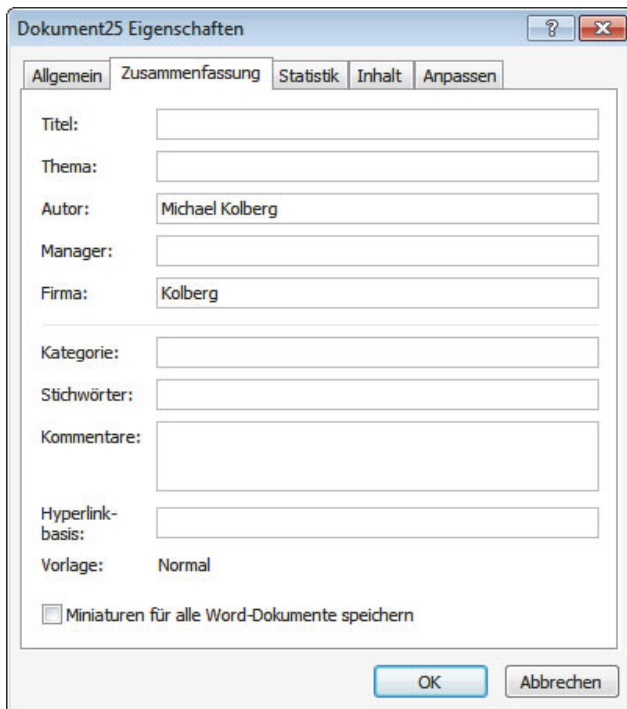 Dokument25 Eigenschaften
Allgemein Zusammenfassung Statistik Inhalt Anpassen
Titel:
Thema:
Autor: Michael Kolberg
Manager:
Firma: Kolberg
Kategorie:
Stichwörter:
Kommentare:
Hyperlink-
basis:
Vorlage: Normal
Miniaturen für alle Word-Dokumente speichern
OK Abbrechen